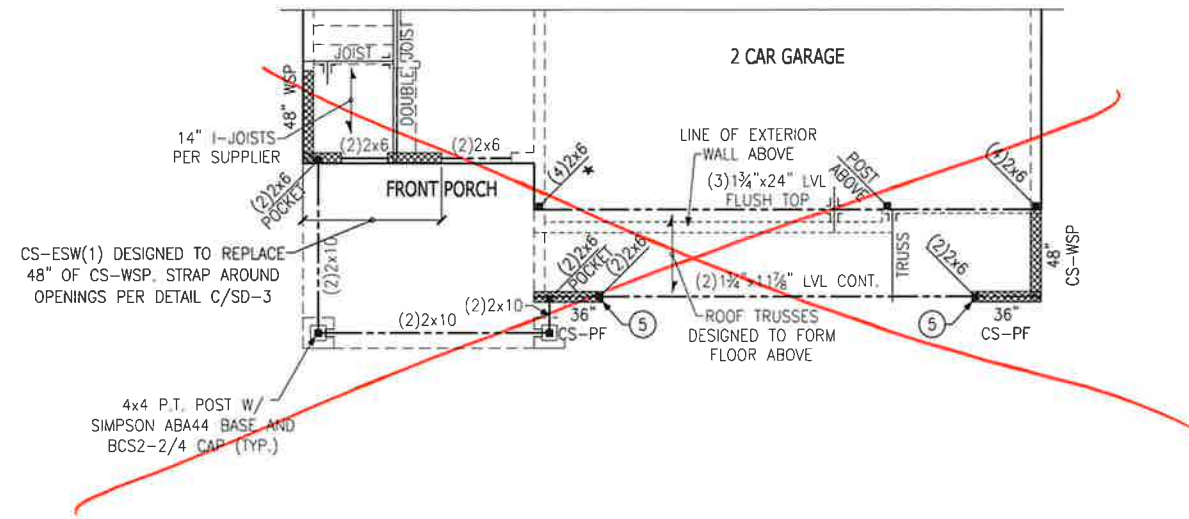 JOIST
DOUBLE JOIST
2 CAR GARAGE
48" WSP
14" I-JOISTS
PER SUPPLIER
(2)2x6
(2)2x6
LINE OF EXTERIOR
WALL ABOVE
POST
ABOVE
(4)2x6
(4)2x6
★
(3)1¾"x24" LVL
FLUSH TOP
(2)2x6
POCKET
FRONT PORCH
CS-ESW(1) DESIGNED TO REPLACE
48" OF CS-WSP. STRAP AROUND
OPENINGS PER DETAIL C/SD-3
(2)2x10
(2)2x6
POCKET
(2)2x6
(2)1¾"x11⅞" LVL CONT.
TRUSS
(2)2x6
48"
CS-WSP
(2)2x10
(2)2x10
36"
CS-PF
5
ROOF TRUSSES
DESIGNED TO FORM
FLOOR ABOVE
5
36"
CS-PF
4x4 P.T. POST W/
SIMPSON ABA44 BASE AND
BCS2-2/4 CAP (TYP.)